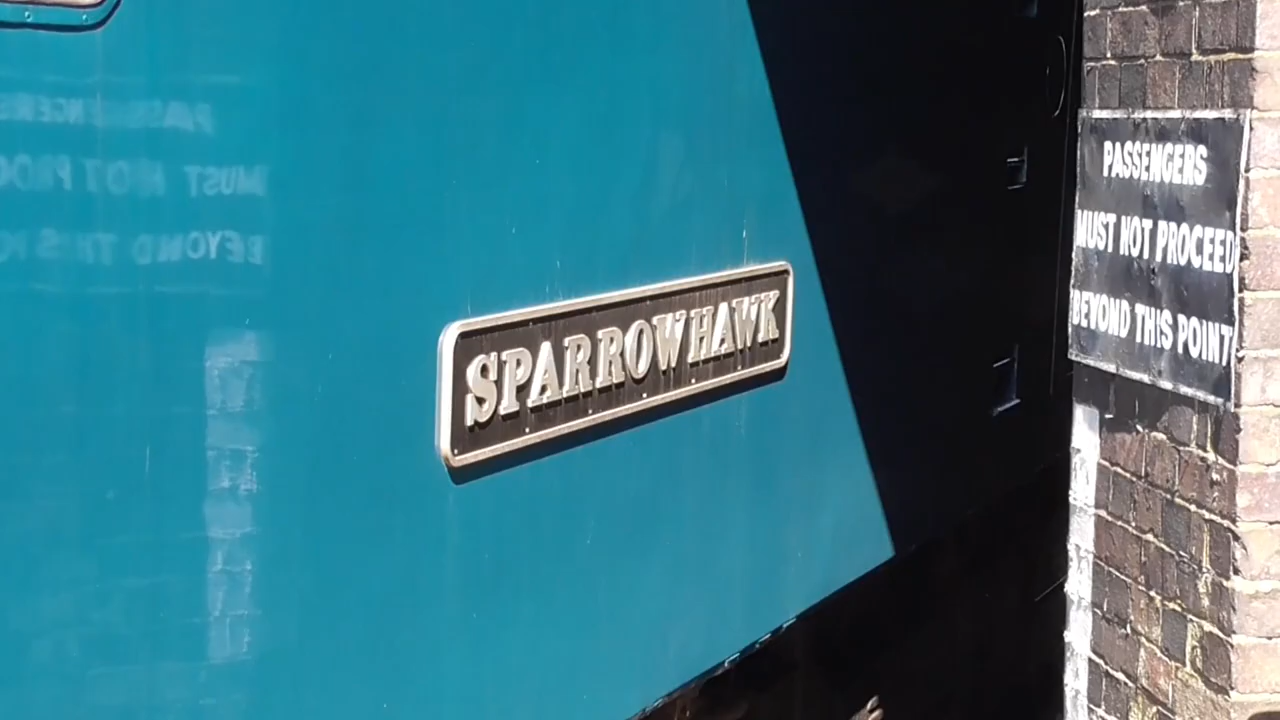 SPARROWHAWK
PASSENGERS
MUST NOT PROCEED
BEYOND THIS POINT